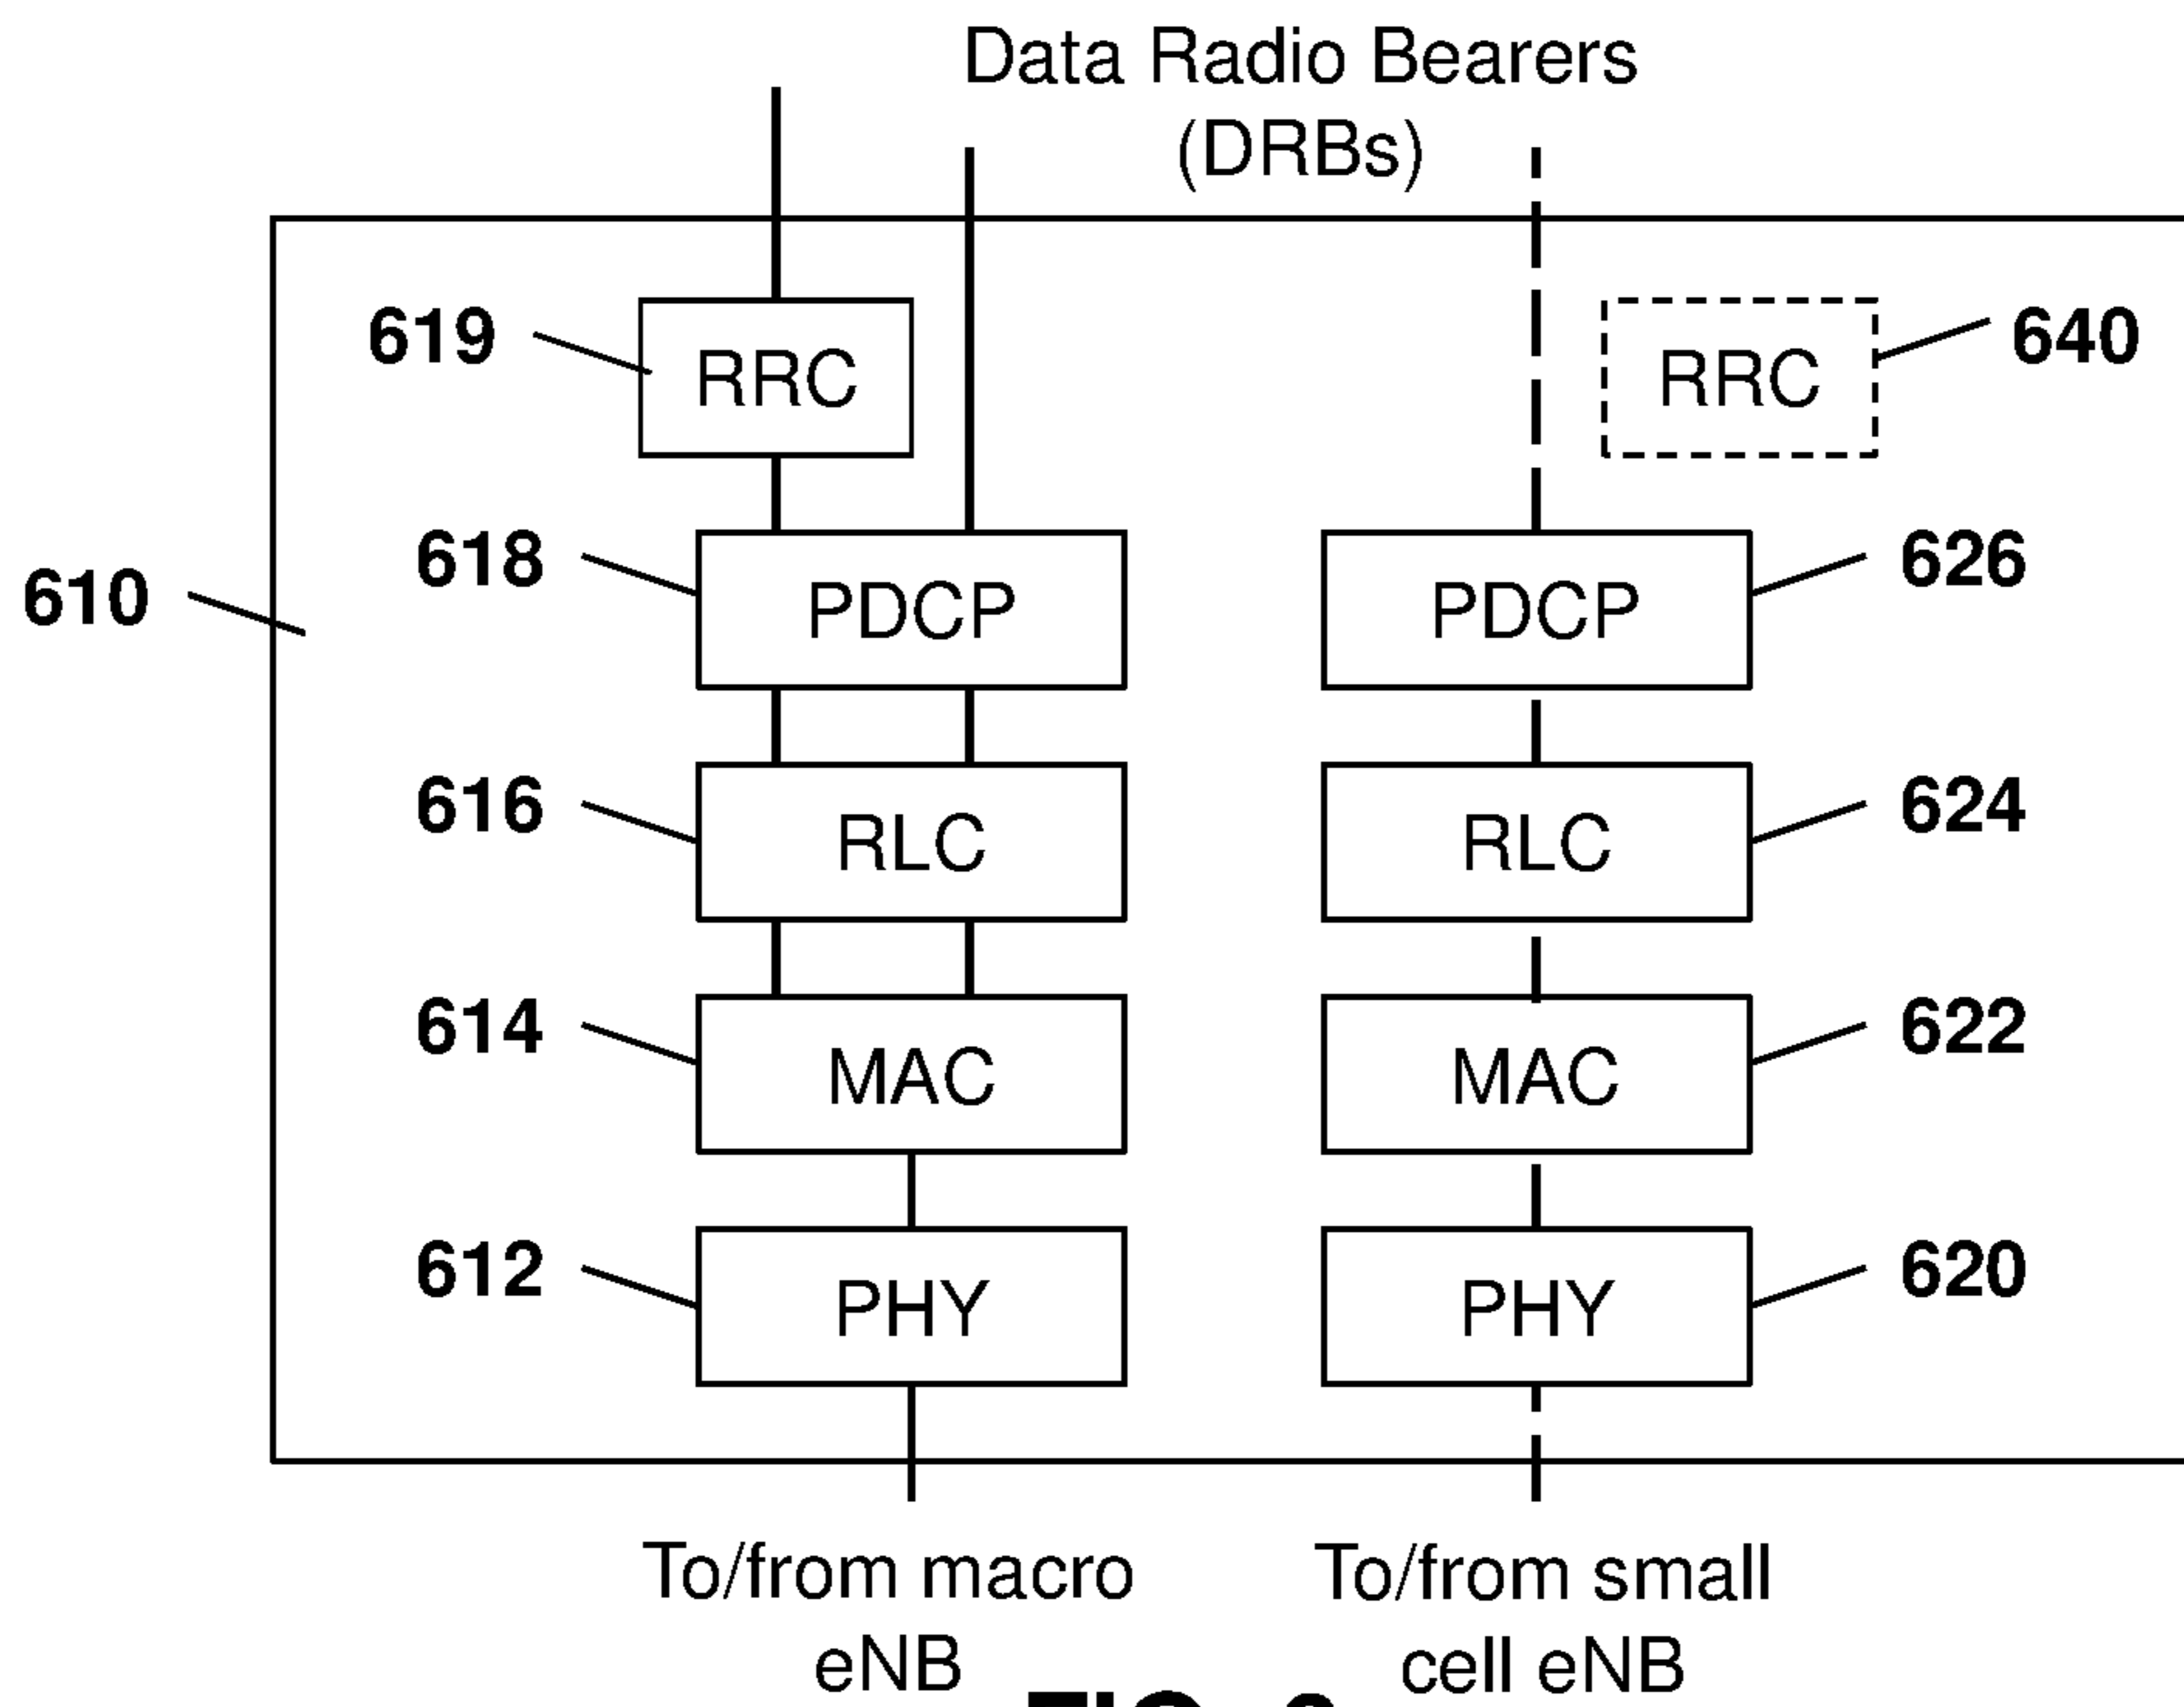 Data Radio Bearers
(DRBs)
619
RRC
RRC
640
610
618
PDCP
PDCP
626
616
RLC
RLC
624
614
MAC
MAC
622
612
PHY
PHY
620
To/from macro
eNB
To/from small
cell eNB